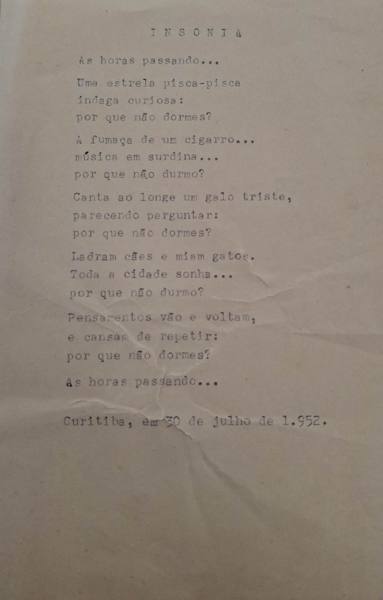 INSONIA
As horas passando...
Uma estrela pisca-pisca
indaga curiosa:
por que não dormes?
A fumaça de um cigarro...
música em surdina...
por que não durmo?
Canta ao longe um galo triste,
parecendo perguntar:
por que não dormes?
Ladram cães e miam gatos.
Toda a cidade sonha...
por que não durmo?
Pensamentos vão e voltam,
e cansam de repetir:
por que não dormes?
As horas passando...
Curitiba, em 30 de julho de 1.952.